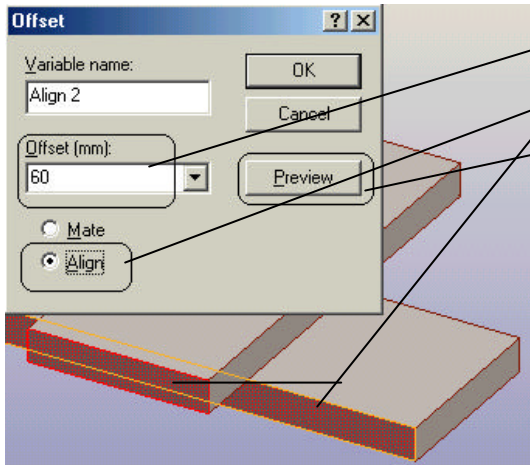 Offset
Variable name:
Align 2
OK
Cancel
Offset (mm):
60
Preview
Mate
Align